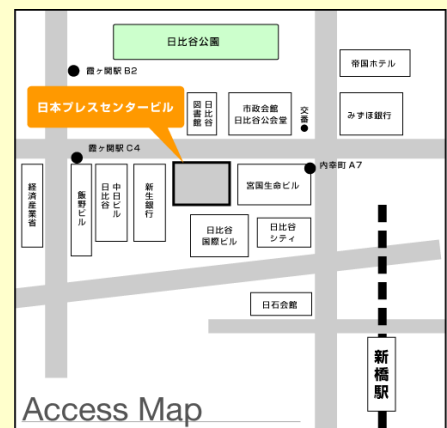 日比谷公園
霞ヶ関駅 B2
帝国ホテル
日本プレスセンタービル
日比谷
図書館
市政会館
日比谷公会堂
交番
みずほ銀行
霞ヶ関駅 C4
内幸町 A7
経済産業省
飯野ビル
中日ビル
日比谷
新生銀行
宮国生命ビル
日比谷
国際ビル
日比谷
シティ
日石会館
新橋駅
Access Map